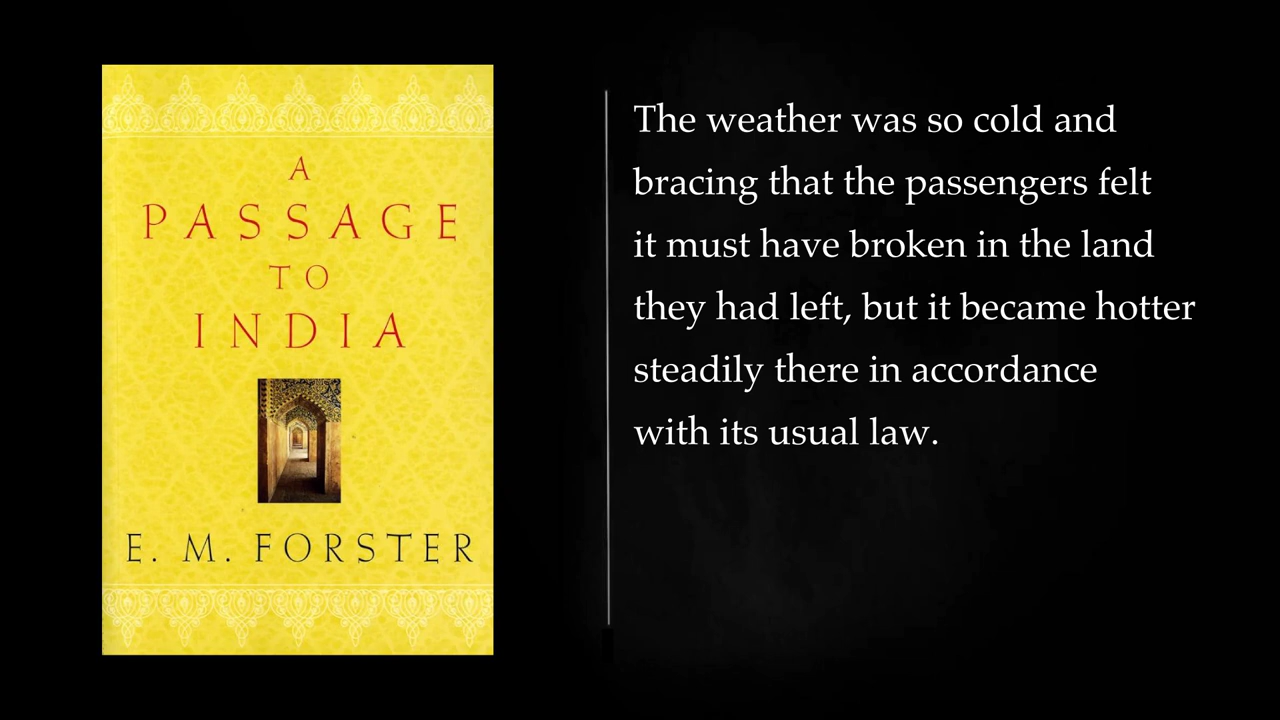 A
PASSAGE
TO
INDIA
E. M. FORSTER
The weather was so cold and
bracing that the passengers felt
it must have broken in the land
they had left, but it became hotter
steadily there in accordance
with its usual law.